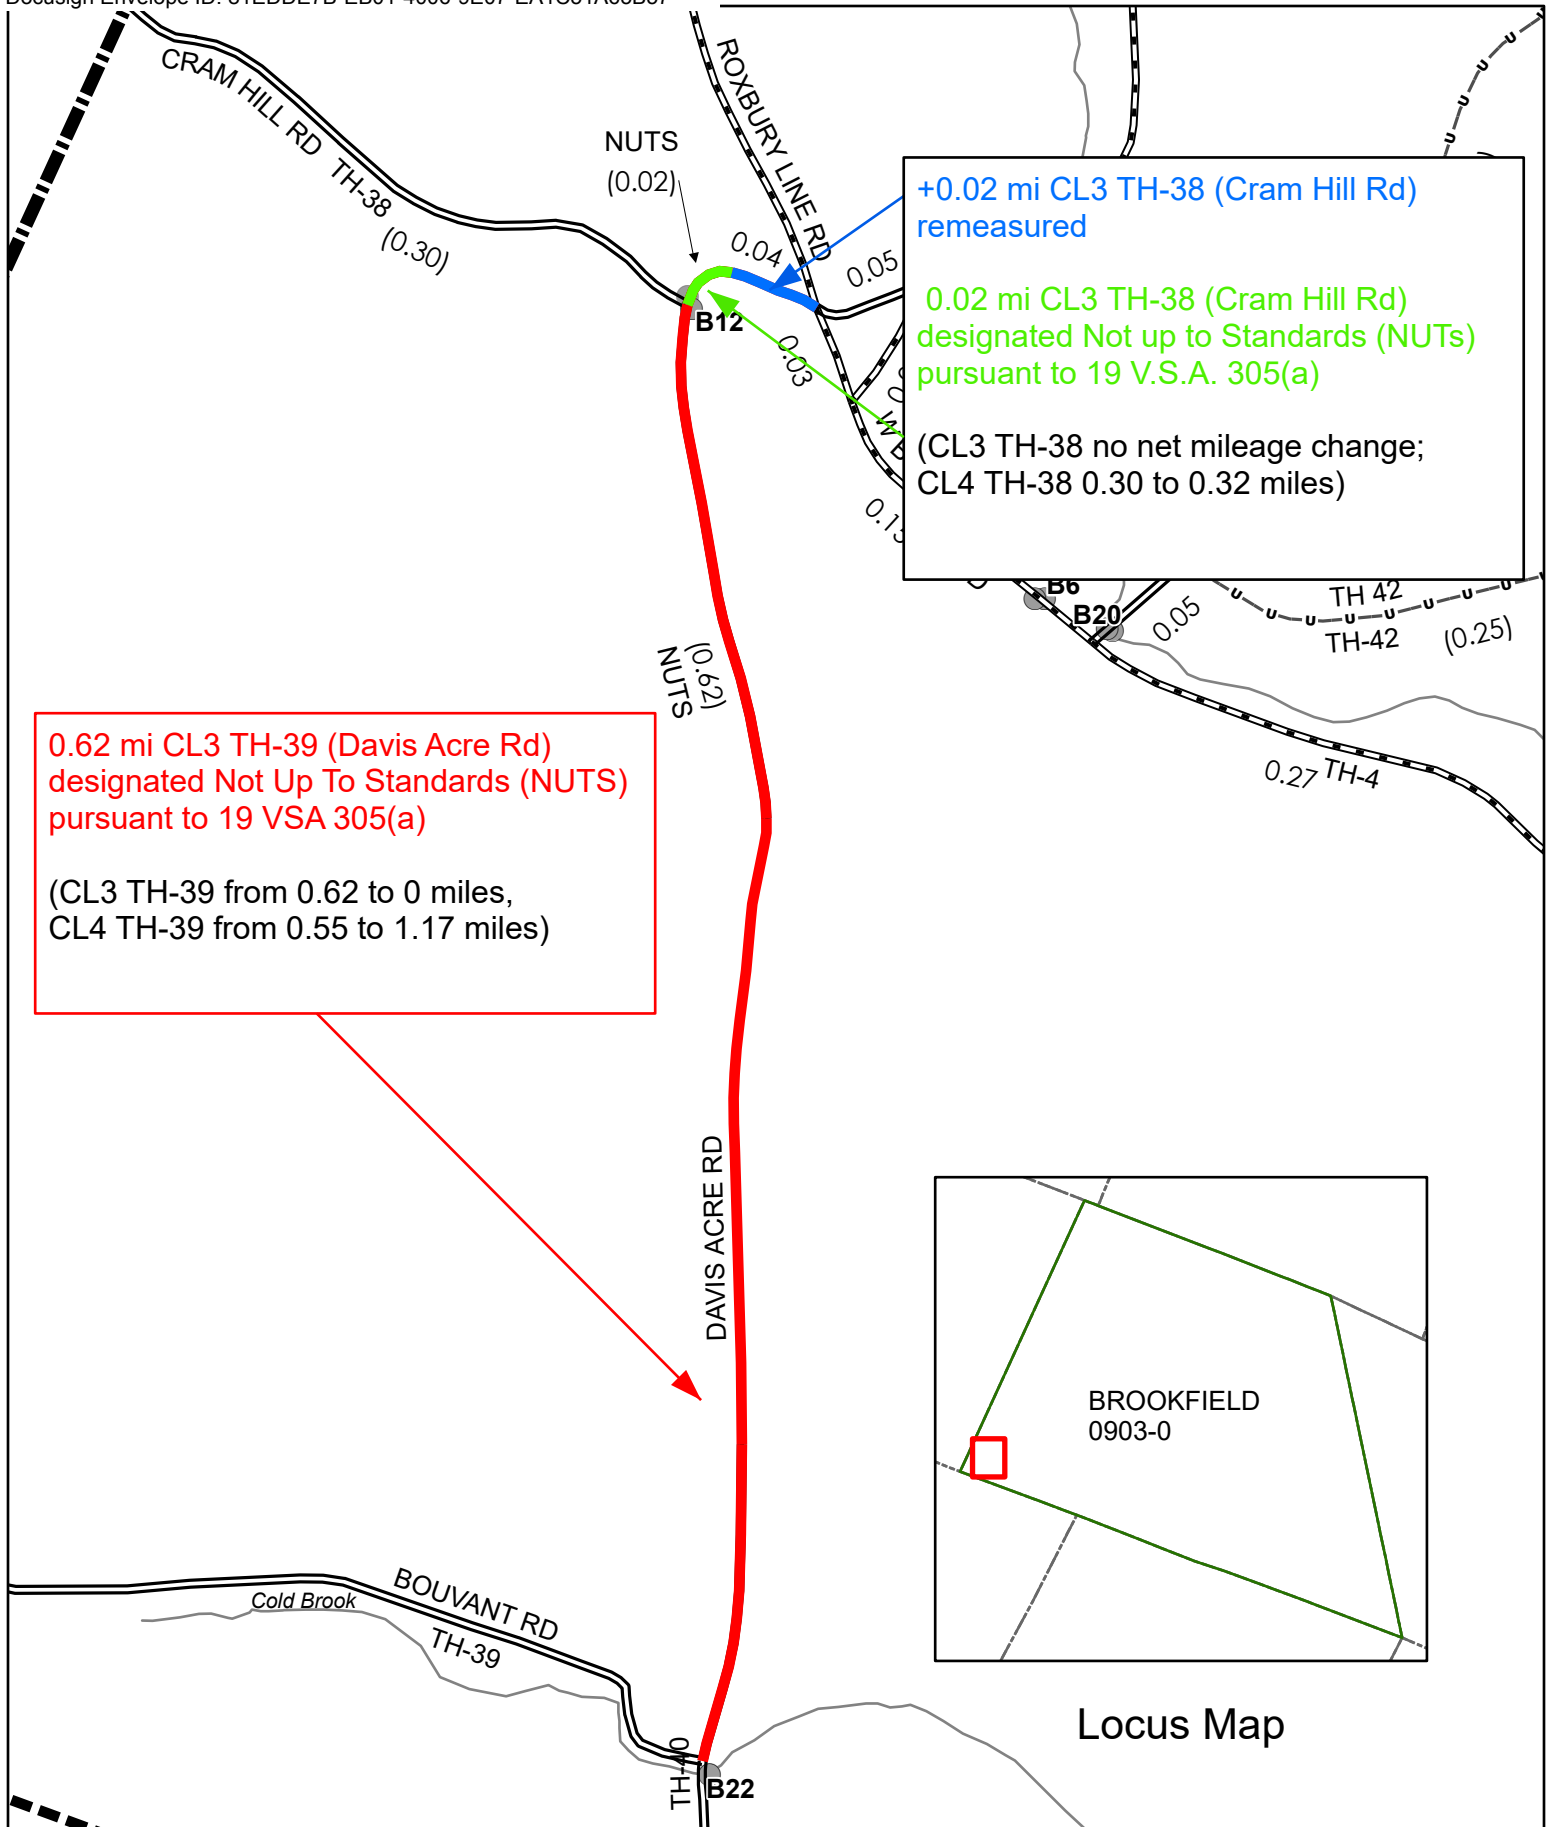 CRAM HILL RD
TH-38
(0.30)
NUTS
(0.02)
ROXBURY LINE RD
0.04
0.05
B12
0.03
+0.02 mi CL3 TH-38 (Cram Hill Rd)
remeasured
0.02 mi CL3 TH-38 (Cram Hill Rd)
designated Not up to Standards (NUTs)
pursuant to 19 V.S.A. 305(a)
(CL3 TH-38 no net mileage change;
CL4 TH-38 0.30 to 0.32 miles)
B6
B20
0.05
TH 42
TH-42
(0.25)
(0.62)
NUTS
0.27
TH-4
0.62 mi CL3 TH-39 (Davis Acre Rd)
designated Not Up To Standards (NUTS)
pursuant to 19 VSA 305(a)
(CL3 TH-39 from 0.62 to 0 miles,
CL4 TH-39 from 0.55 to 1.17 miles)
DAVIS ACRE RD
BROOKFIELD
0903-0
Locus Map
BOUVANT RD
Cold Brook
TH-39
TH-40
B22